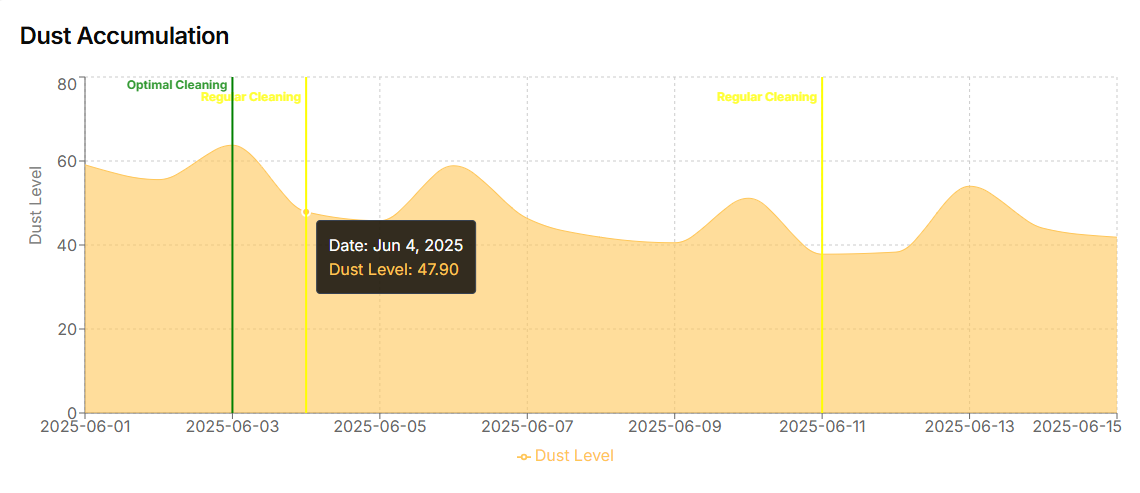 Dust Accumulation
80
Optimal Cleaning
Regular Cleaning
Regular Cleaning
60
Dust Level
Date: Jun 4, 2025
Dust Level: 47.90
40
20
0
2025-06-01 2025-06-03 2025-06-05 2025-06-07 2025-06-09 2025-06-11 2025-06-13 2025-06-15
Dust Level